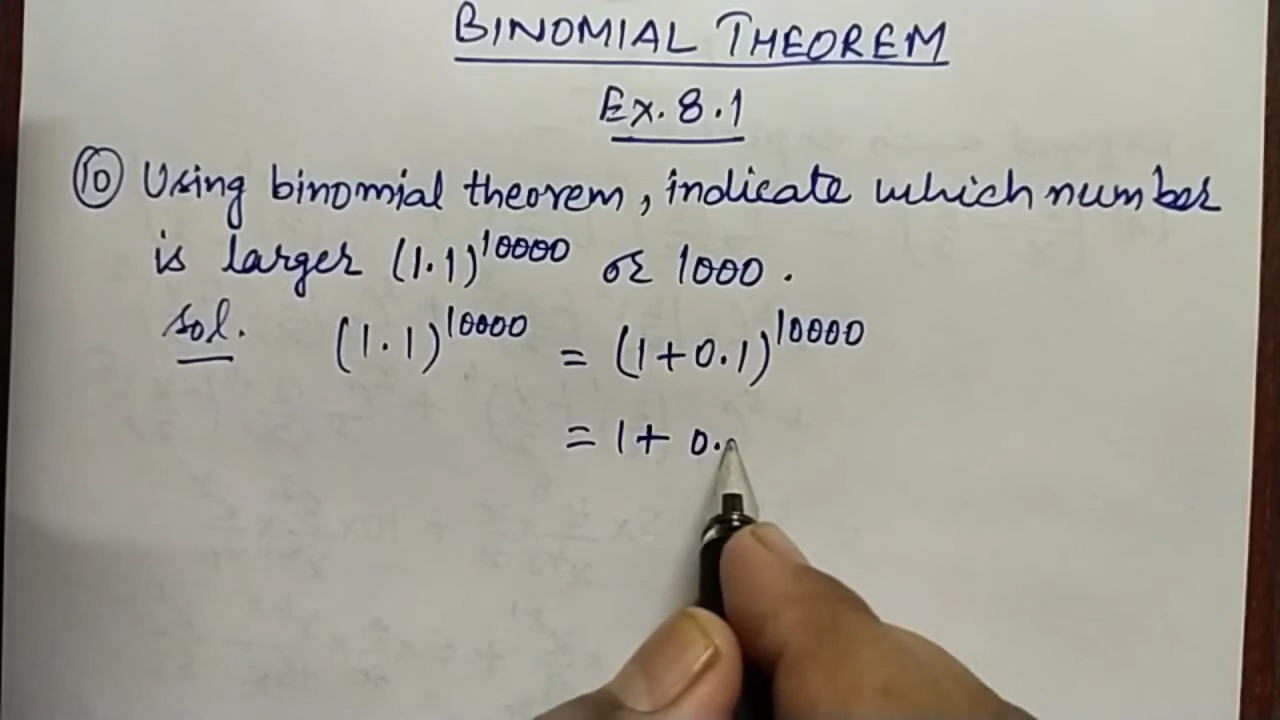 BINOMIAL THEOREM
Ex. 8.1
⑩ Using binomial theorem, indicate which number
is larger (1.1)^10000 or 1000.
sol. (1.1)^10000 = (1+0.1)^10000
= 1 + 0.